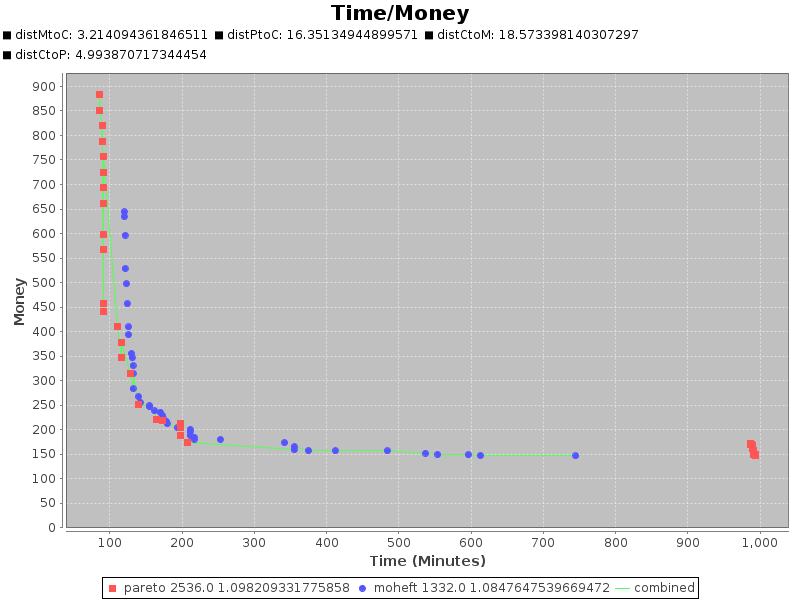 Time/Money
distMtoC: 3.214094361846511 distPtoC: 16.35134944899571 distCtoM: 18.573398140307297
distCtoP: 4.993870717344454
900
850
800
750
700
650
600
550
500
450
400
350
300
250
200
150
100
50
0
Money
100 200 300 400 500 600 700 800 900 1,000
Time (Minutes)
pareto 2536.0 1.098209331775858 moheft 1332.0 1.0847647539669472 combined